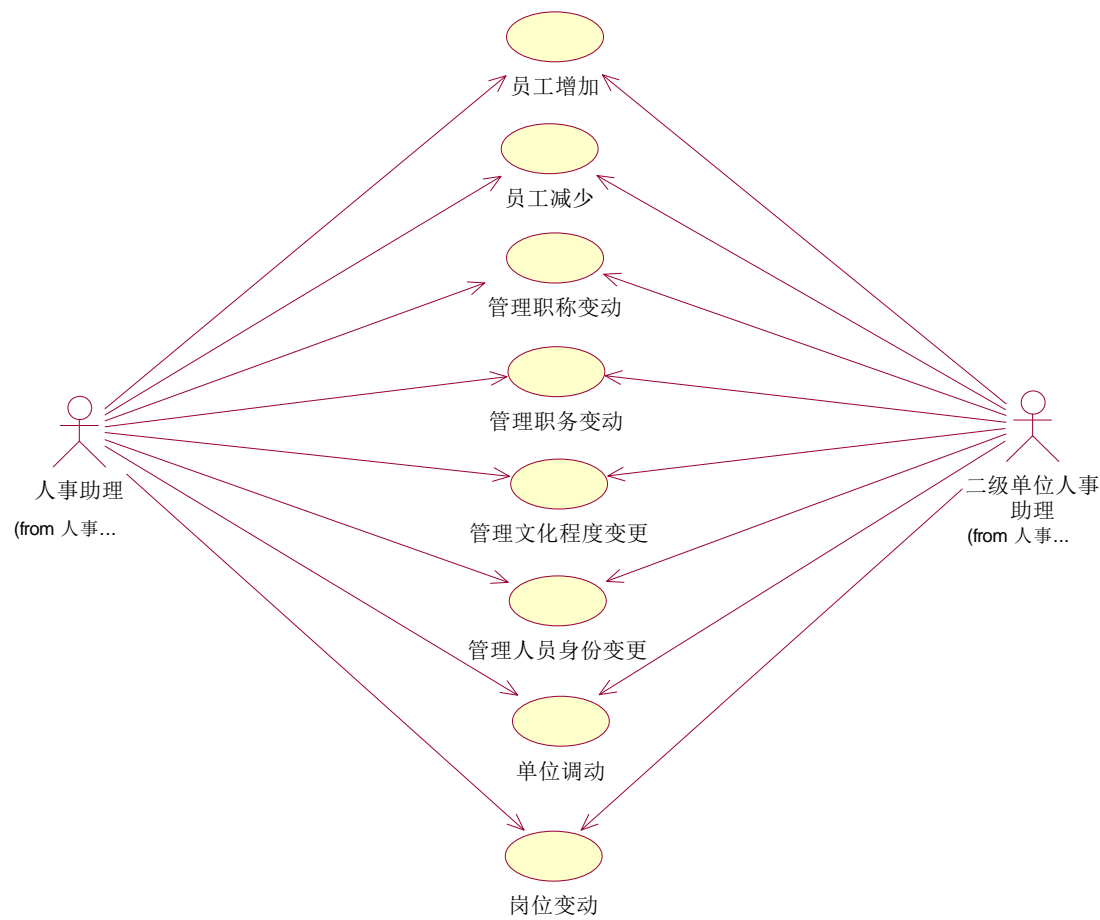 员工增加
员工减少
管理职称变动
管理职务变动
人事助理
(from 人事...
二级单位人事
助理
(from 人事...
管理文化程度变更
管理人员身份变更
单位调动
岗位变动